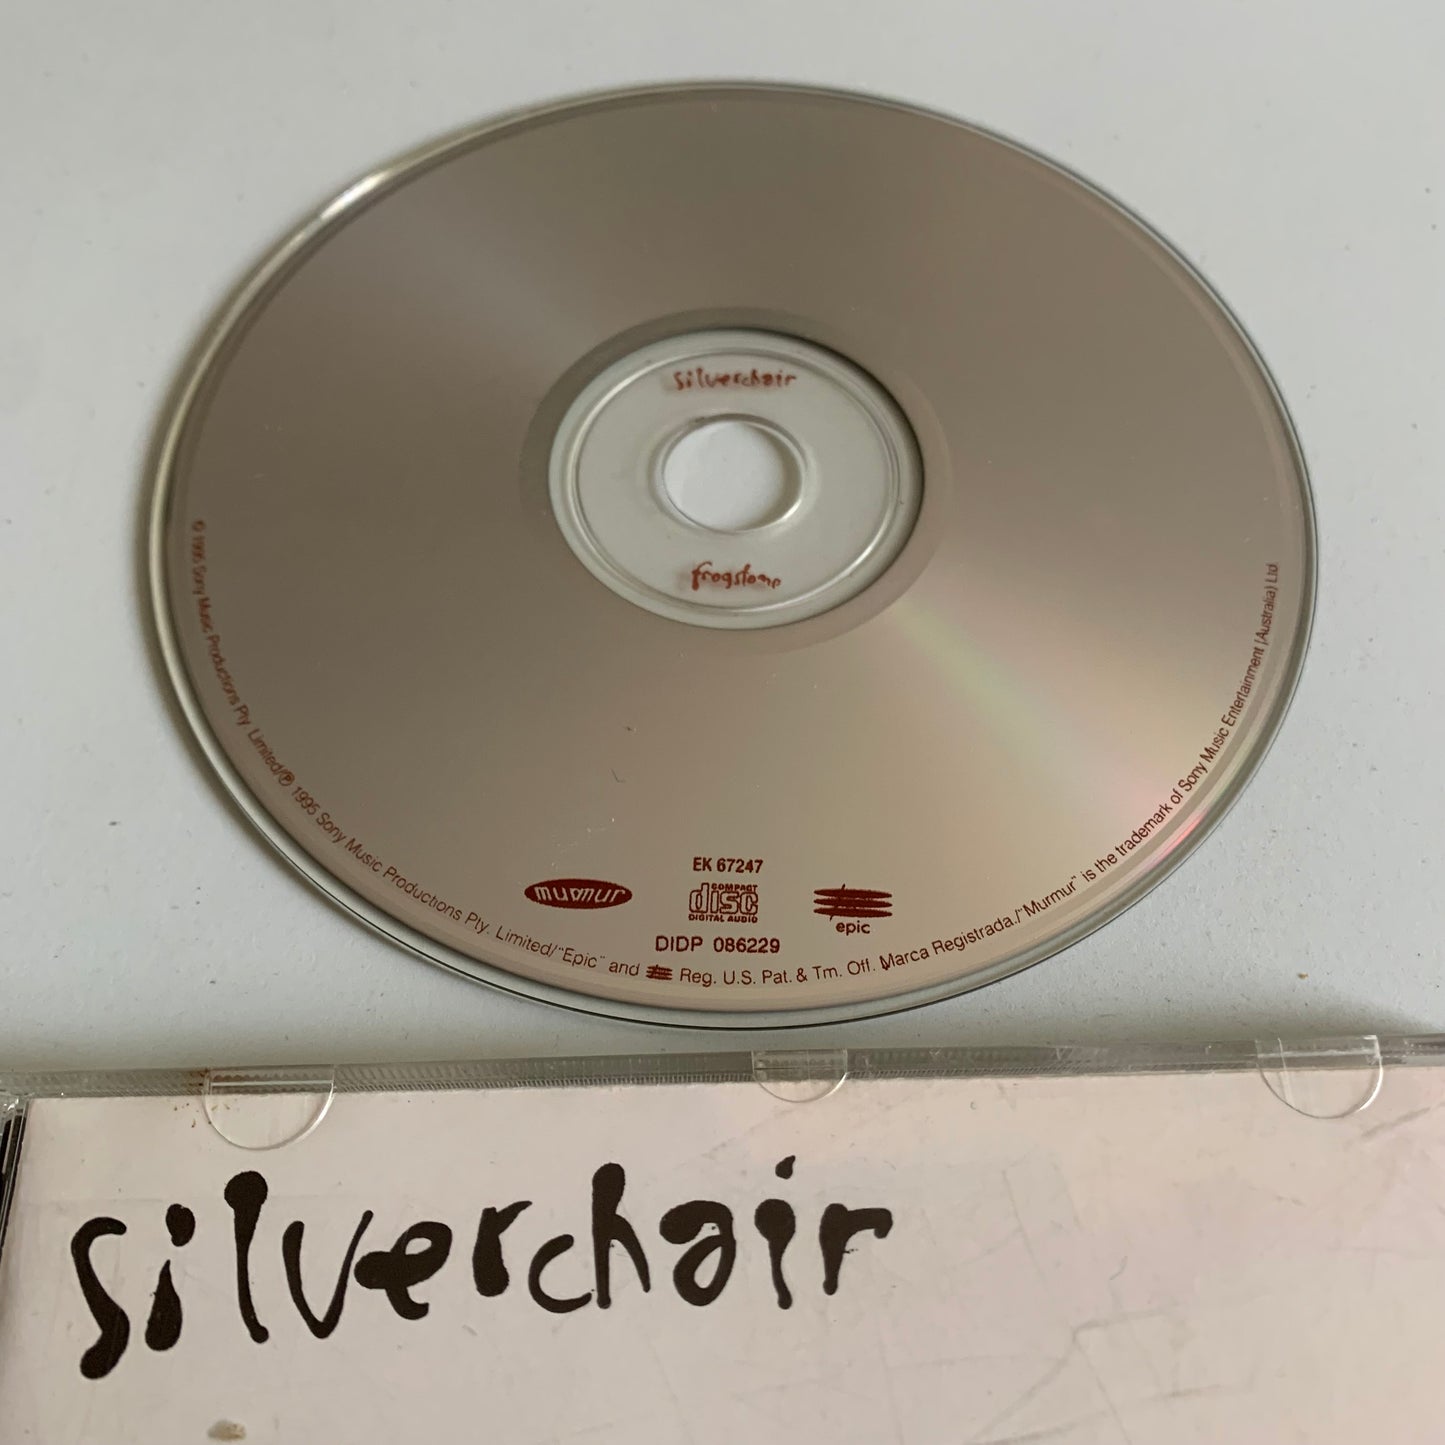 silverchair
frogstomp
EK 67247
murmur
COMPACT
disc
DIGITAL AUDIO
epic
DIDP 086229
© 1995 Sony Music Productions Pty. Limited/℗ 1995 Sony Music Productions Pty. Limited/"Epic" and Reg. U.S. Pat. & Tm. Off. Marca Registrada./"Murmur" is the trademark of Sony Music Entertainment (Australia) Ltd
silverchair